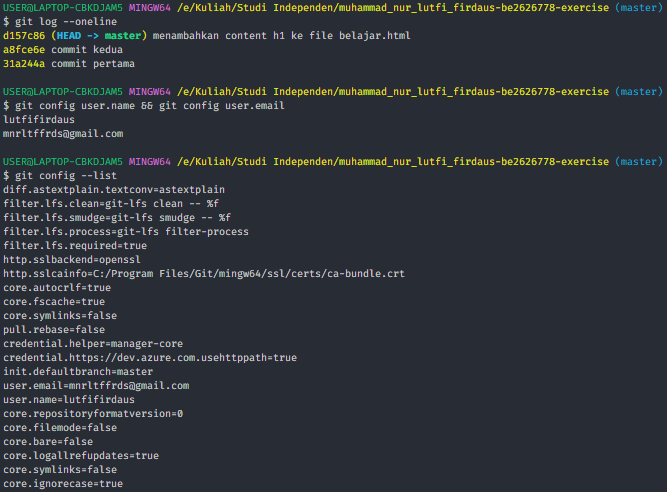 USER@LAPTOP-CBKDJAM5 MINGW64 /e/Kuliah/Studi Independen/muhammad_nur_lutfi_firdaus-be2626778-exercise (master)
$ git log --oneline
d157c86 (HEAD -> master) menambahkan content h1 ke file belajar.html
a8fce6e commit kedua
31a244a commit pertama
USER@LAPTOP-CBKDJAM5 MINGW64 /e/Kuliah/Studi Independen/muhammad_nur_lutfi_firdaus-be2626778-exercise (master)
$ git config user.name && git config user.email
lutfifirdaus
mnrltffrds@gmail.com
USER@LAPTOP-CBKDJAM5 MINGW64 /e/Kuliah/Studi Independen/muhammad_nur_lutfi_firdaus-be2626778-exercise (master)
$ git config --list
diff.astextplain.textconv=astextplain
filter.lfs.clean=git-lfs clean -- %f
filter.lfs.smudge=git-lfs smudge -- %f
filter.lfs.process=git-lfs filter-process
filter.lfs.required=true
http.sslbackend=openssl
http.sslcainfo=C:/Program Files/Git/mingw64/ssl/certs/ca-bundle.crt
core.autocrlf=true
core.fscache=true
core.symlinks=false
pull.rebase=false
credential.helper=manager-core
credential.https://dev.azure.com.usehttppath=true
init.defaultbranch=master
user.email=mnrltffrds@gmail.com
user.name=lutfifirdaus
core.repositoryformatversion=0
core.filemode=false
core.bare=false
core.logallrefupdates=true
core.symlinks=false
core.ignorecase=true